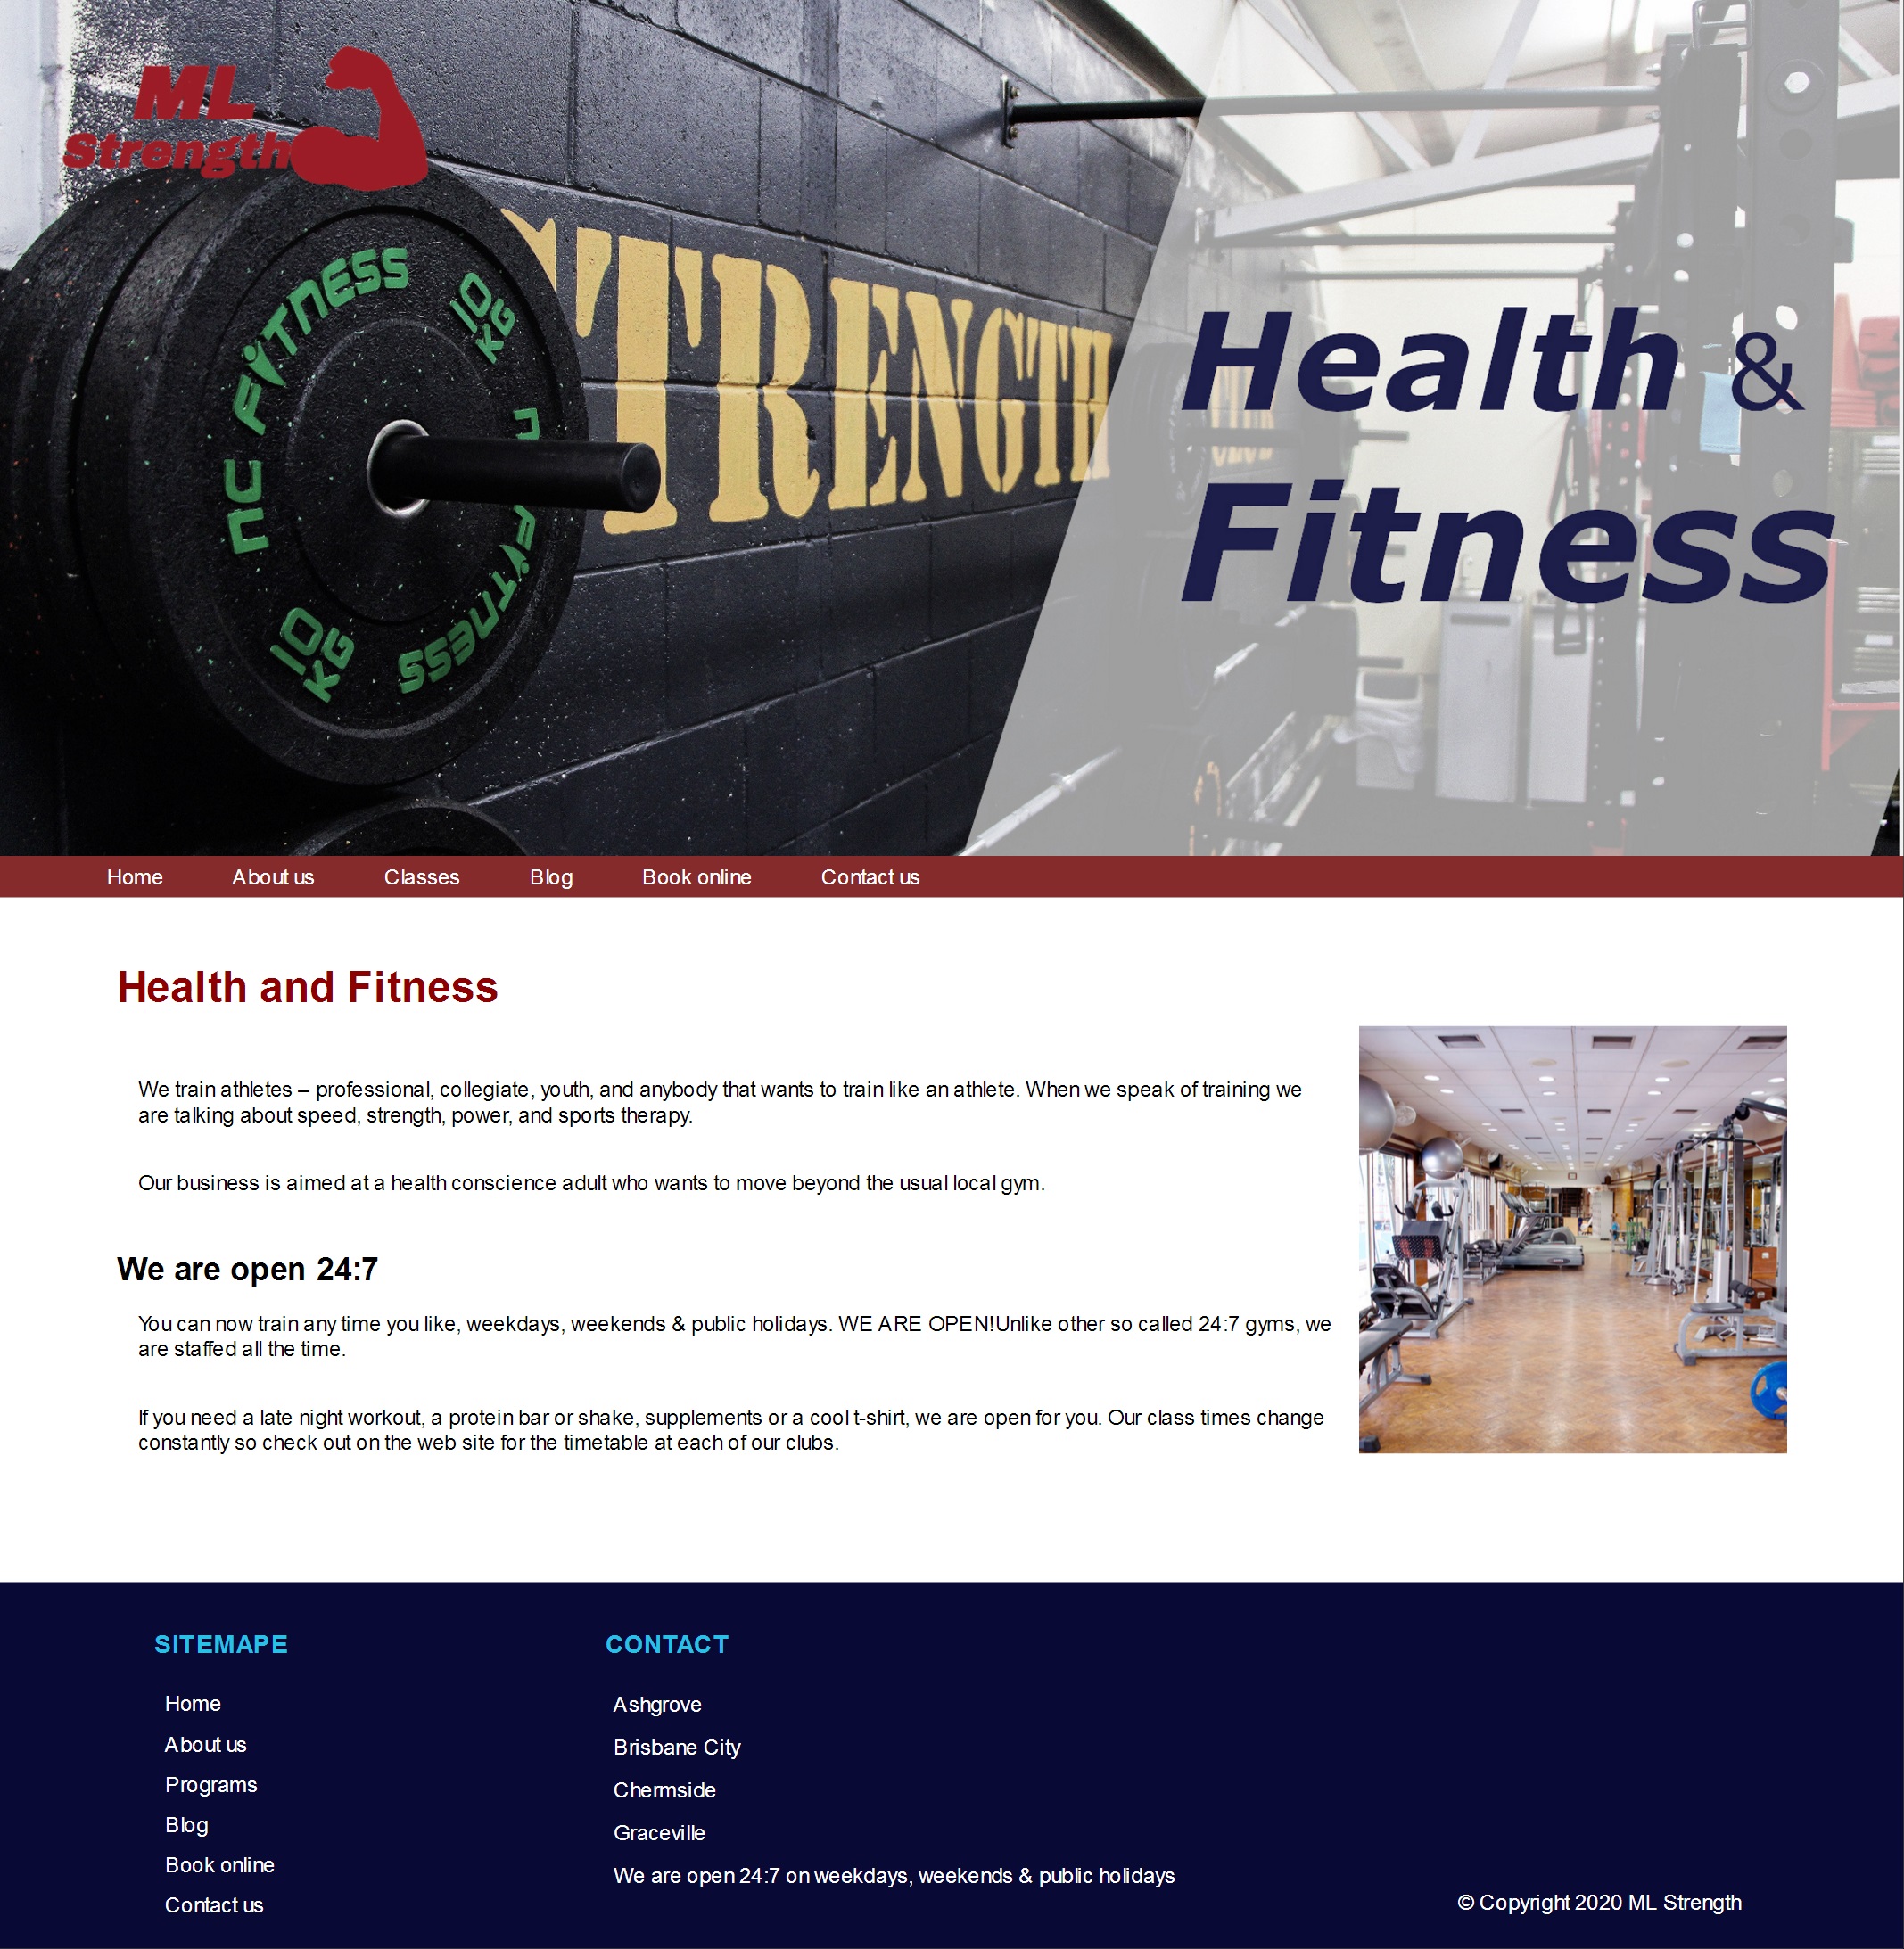 ML
Strength
NC FITNESS
10
KG
STRENGTH
10
KG
FITNESS
Health &
Fitness
Home About us Classes Blog Book online Contact us
Health and Fitness
We train athletes – professional, collegiate, youth, and anybody that wants to train like an athlete. When we speak of training we
are talking about speed, strength, power, and sports therapy.
Our business is aimed at a health conscience adult who wants to move beyond the usual local gym.
We are open 24:7
You can now train any time you like, weekdays, weekends & public holidays. WE ARE OPEN!Unlike other so called 24:7 gyms, we
are staffed all the time.
If you need a late night workout, a protein bar or shake, supplements or a cool t-shirt, we are open for you. Our class times change
constantly so check out on the web site for the timetable at each of our clubs.
SITEMAPE
Home
About us
Programs
Blog
Book online
Contact us
CONTACT
Ashgrove
Brisbane City
Chermside
Graceville
We are open 24:7 on weekdays, weekends & public holidays
© Copyright 2020 ML Strength